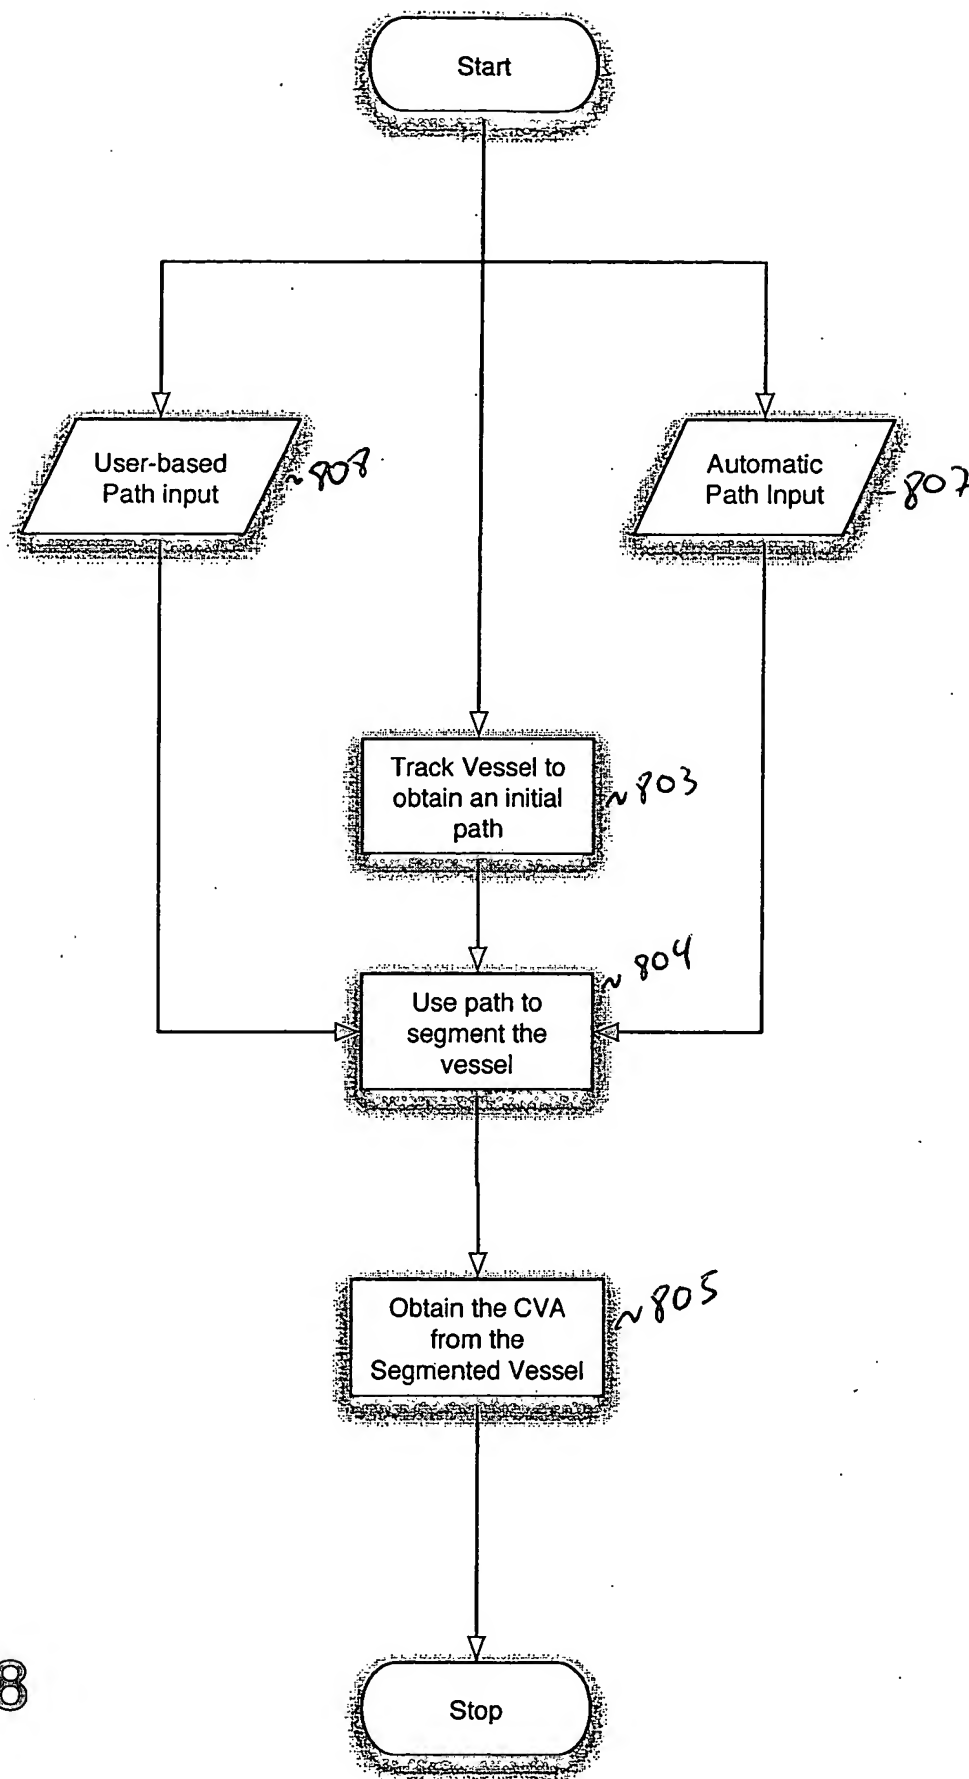 Start
User-based
Path input
~808
Automatic
Path Input
-807
Track Vessel to
obtain an initial
path
~803
Use path to
segment the
vessel
~804
Obtain the CVA
from the
Segmented Vessel
~805
Stop
8